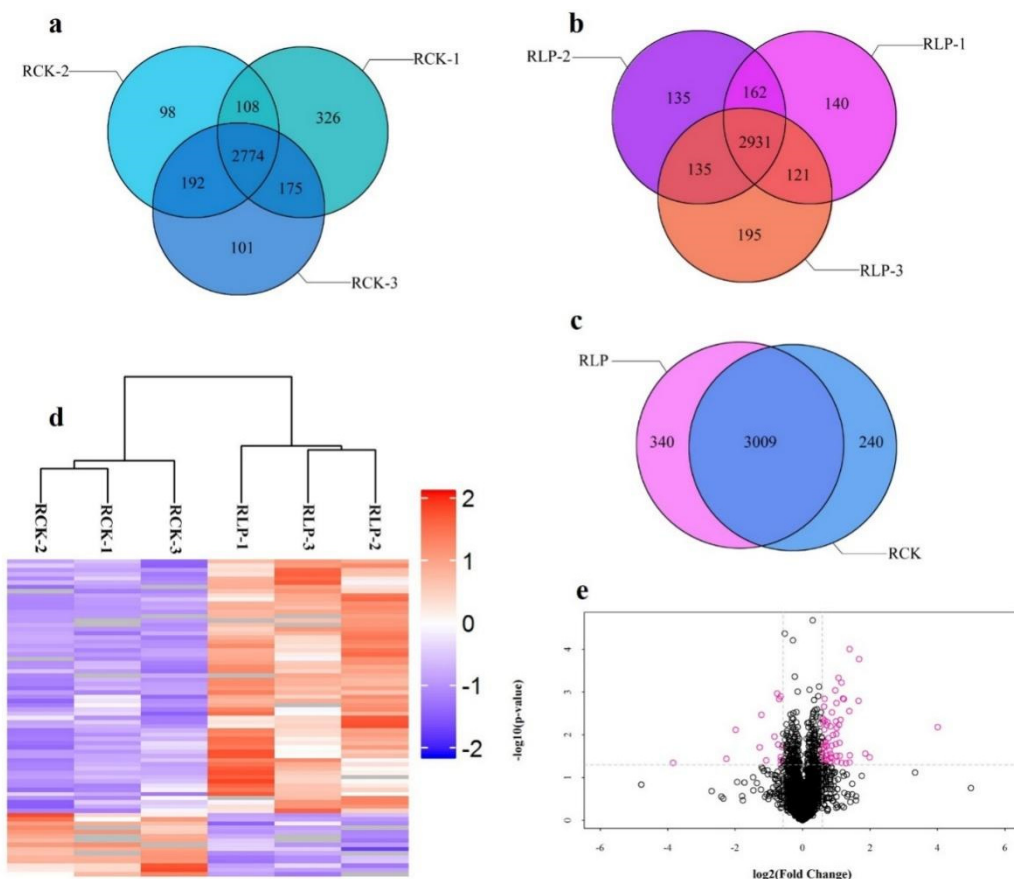 a
RCK-2
RCK-1
98
108
326
2774
192
175
101
RCK-3
b
RLP-2
RLP-1
135
162
140
2931
135
121
195
RLP-3
c
RLP
340
3009
240
RCK
d
RCK-2
RCK-1
RCK-3
RLP-1
RLP-3
RLP-2
2
1
0
-1
-2
e
-log10(p-value)
4
3
2
1
0
-6
-4
-2
0
2
4
6
log2(Fold Change)